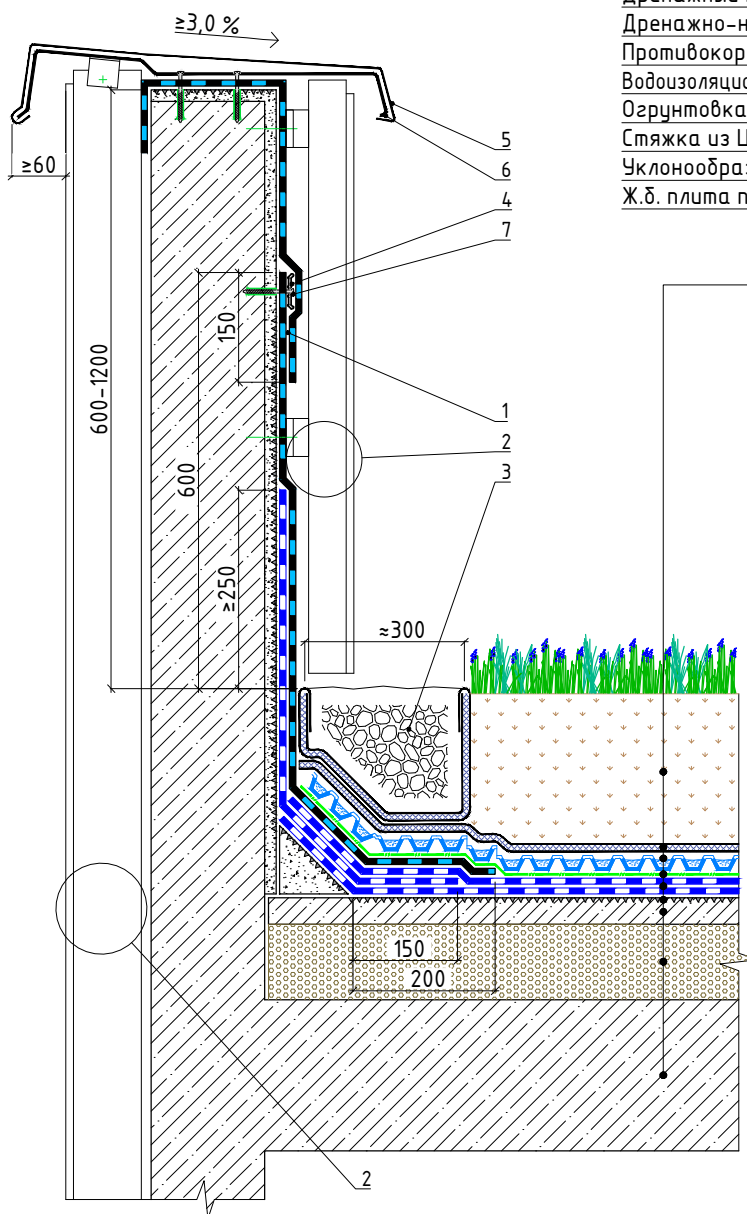 Дренажно-н
Противокор
Водоизоляцио
Огрунтовка
Стяжка из Ц
Уклонообраз
Ж.б. плита п
≥3,0 %
5
6
≥60
4
7
150
600-1200
1
2
600
3
≥250
≈300
150
200
2